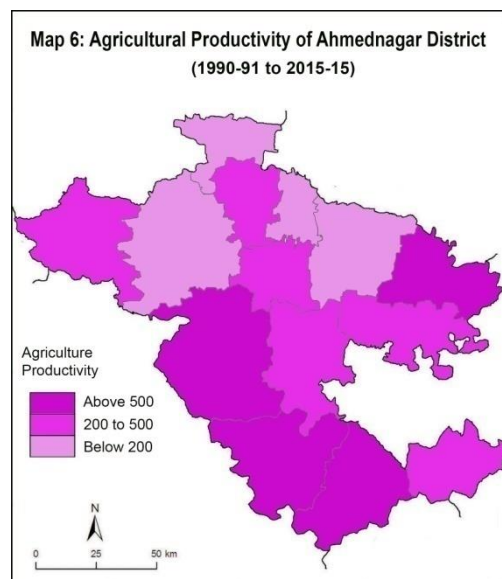 Map 6: Agricultural Productivity of Ahmednagar District
(1990-91 to 2015-15)
Agriculture
Productivity
Above 500
200 to 500
Below 200
N
0 25 50 km